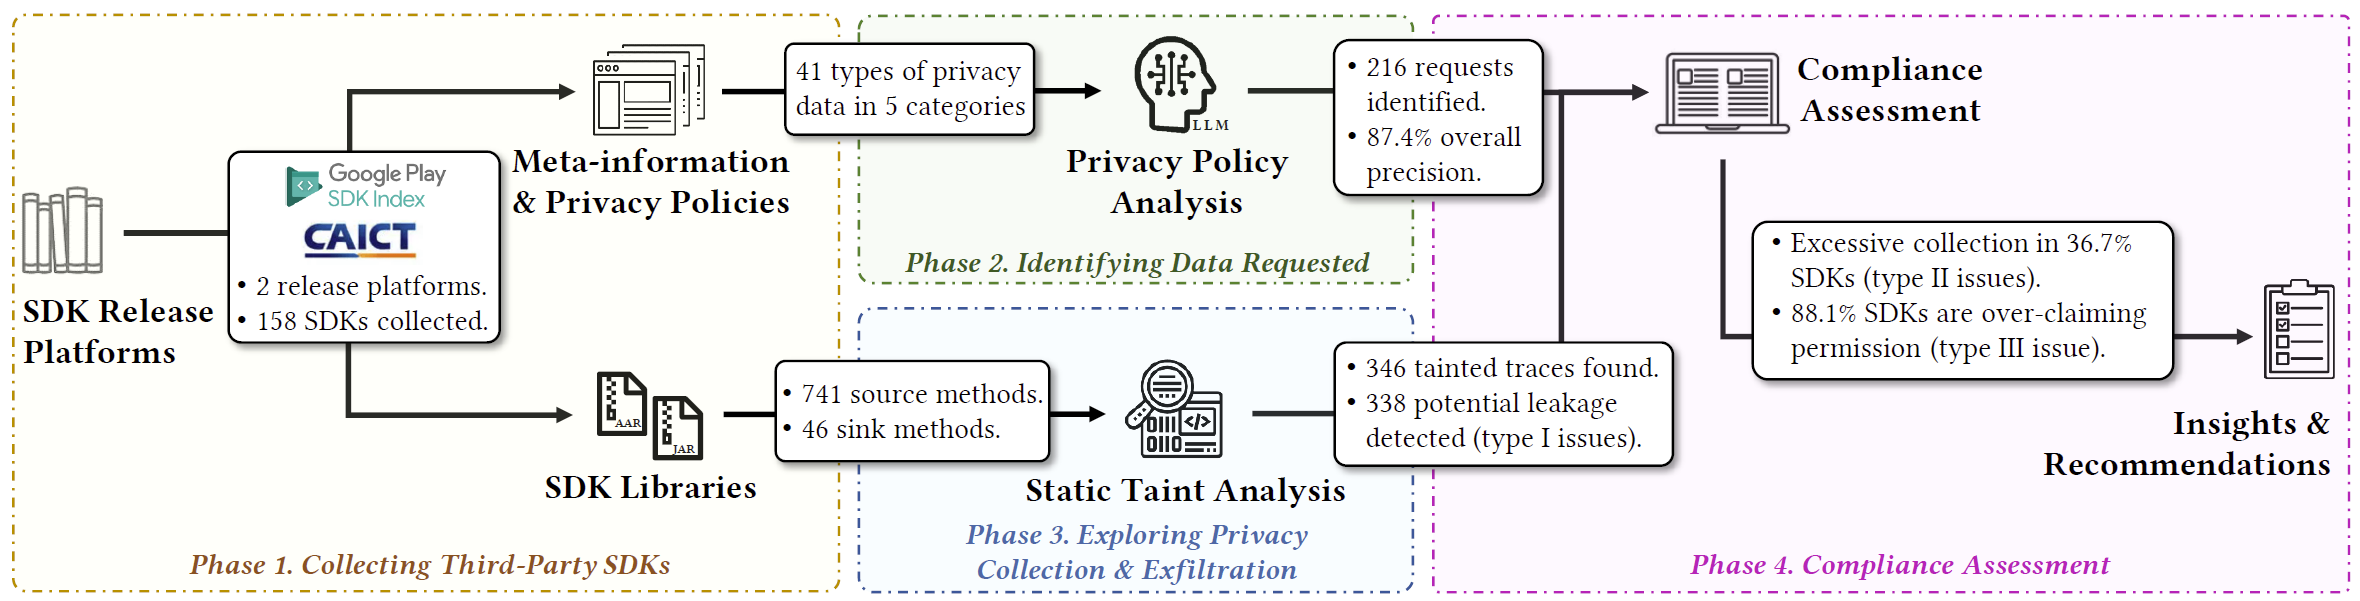 SDK Release
Platforms
Google Play
SDK Index
CAICT
• 2 release platforms.
• 158 SDKs collected.
Meta-information
& Privacy Policies
AAR
JAR
SDK Libraries
Phase 1. Collecting Third-Party SDKs
41 types of privacy
data in 5 categories
LLM
Privacy Policy
Analysis
Phase 2. Identifying Data Requested
• 216 requests
identified.
• 87.4% overall
precision.
• 741 source methods.
• 46 sink methods.
Static Taint Analysis
Phase 3. Exploring Privacy
Collection & Exfiltration
• 346 tainted traces found.
• 338 potential leakage
detected (type I issues).
Compliance
Assessment
• Excessive collection in 36.7%
SDKs (type II issues).
• 88.1% SDKs are over-claiming
permission (type III issue).
Insights &
Recommendations
Phase 4. Compliance Assessment